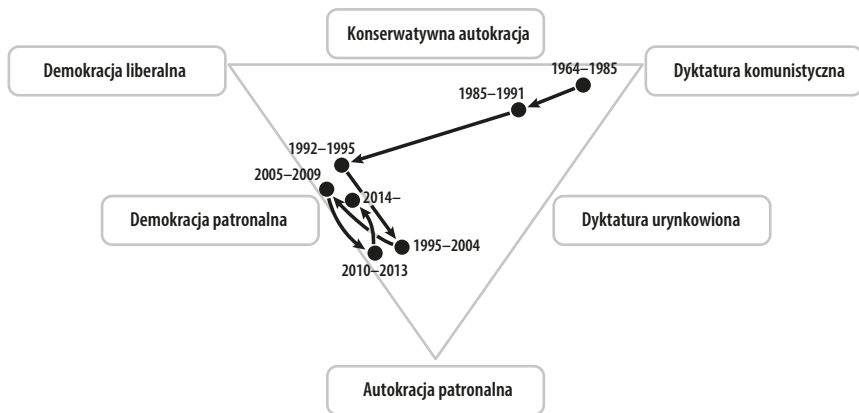 Konserwatywna autokracja
Demokracja liberalna
Dyktatura komunistyczna
1964–1985
1985–1991
1992–1995
2005–2009
2014–
Demokracja patronalna
Dyktatura urynkowiona
1995–2004
2010–2013
Autokracja patronalna